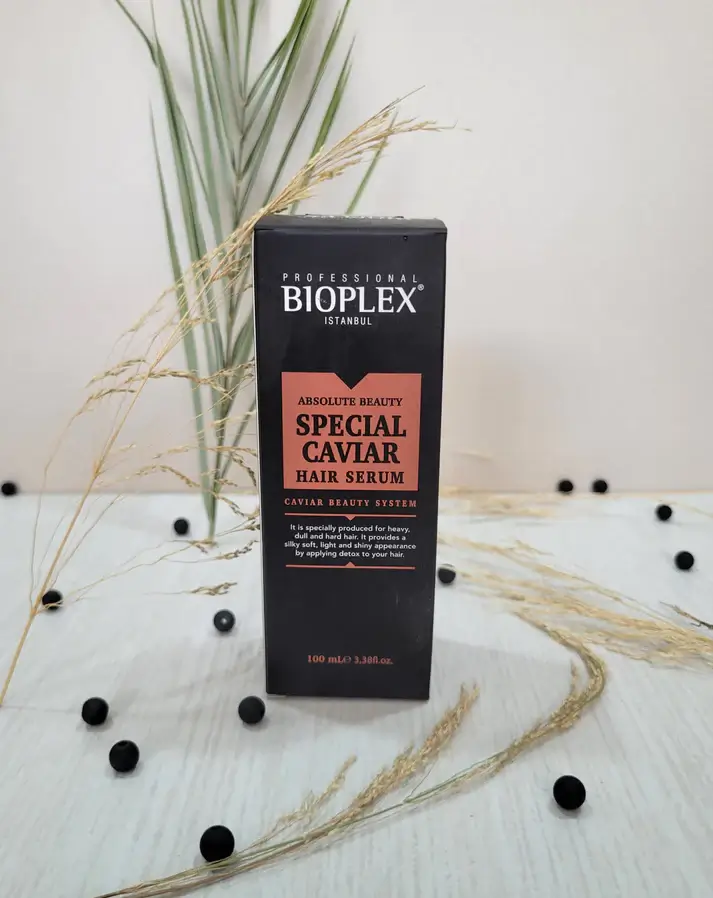 PROFESSIONAL
BIOPLEX®
ISTANBUL
ABSOLUTE BEAUTY
SPECIAL
CAVIAR
HAIR SERUM
CAVIAR BEAUTY SYSTEM
It is specially produced for heavy,
dull and hard hair. It provides a
silky soft, light and shiny appearance
by applying detox to your hair.
100 mL℮ 3.38fl.oz.